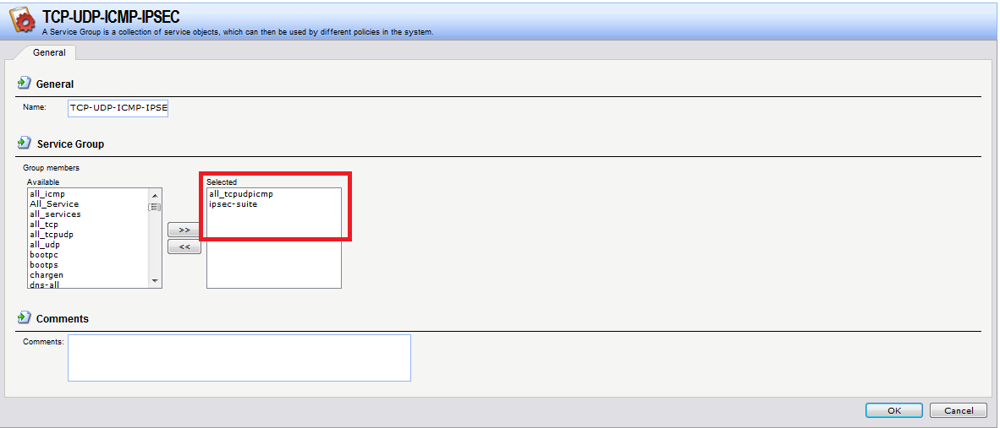 TCP-UDP-ICMP-IPSEC
A Service Group is a collection of service objects, which can then be used by different policies in the system.
General
General
Name: TCP-UDP-ICMP-IPSE
Service Group
Group members
Available
all_icmp
All_Service
all_services
all_tcp
all_tcpudp
all_udp
bootpc
bootps
chargen
dns-all
>>
<<
Selected
all_tcpudpicmp
ipsec-suite
Comments
Comments:
OK Cancel